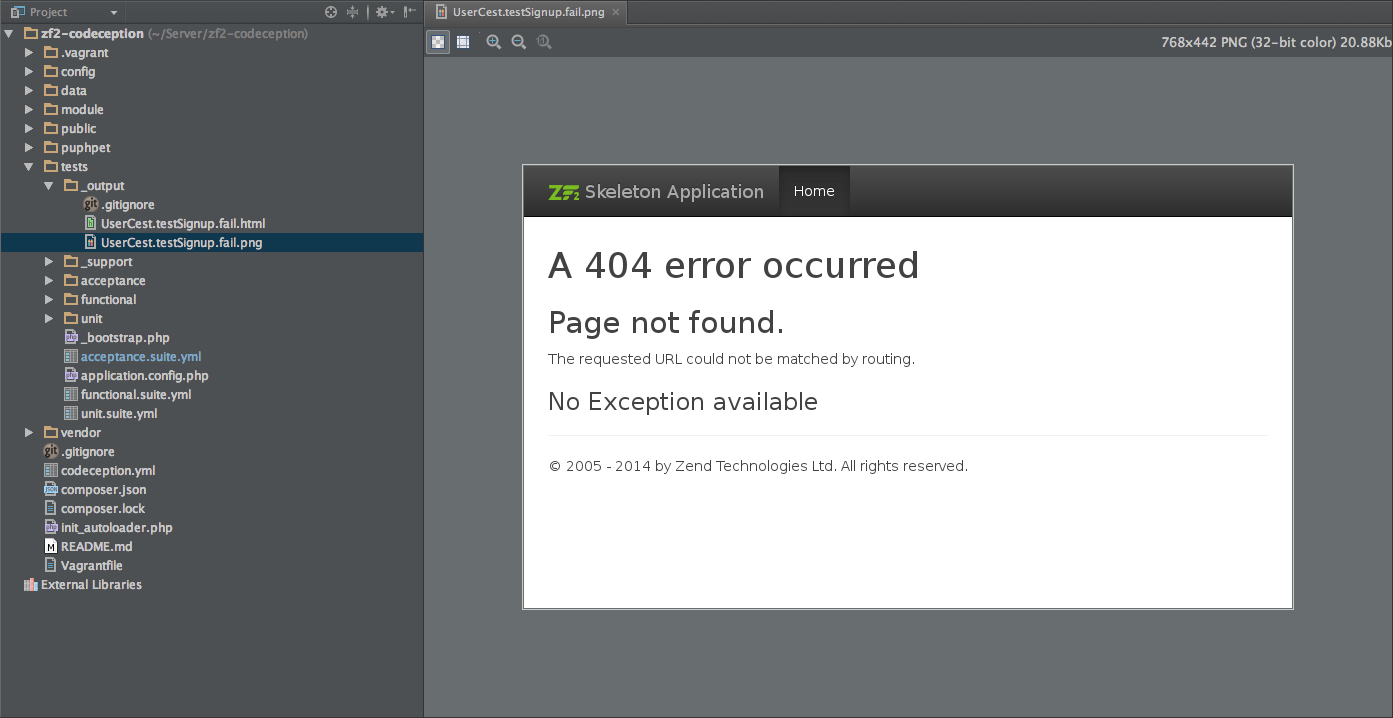 Project
zf2-codeception (~/Server/zf2-codeception)
.vagrant
config
data
module
public
puphpet
tests
_output
git .gitignore
UserCest.testSignup.fail.html
UserCest.testSignup.fail.png
_support
acceptance
functional
unit
php _bootstrap.php
acceptance.suite.yml
php application.config.php
functional.suite.yml
unit.suite.yml
vendor
git .gitignore
codeception.yml
composer.json
composer.lock
php init_autoloader.php
M README.md
Vagrantfile
External Libraries
UserCest.testSignup.fail.png
768x442 PNG (32-bit color) 20.88Kb
ZF2 Skeleton Application Home
A 404 error occurred
Page not found.
The requested URL could not be matched by routing.
No Exception available
© 2005 - 2014 by Zend Technologies Ltd. All rights reserved.